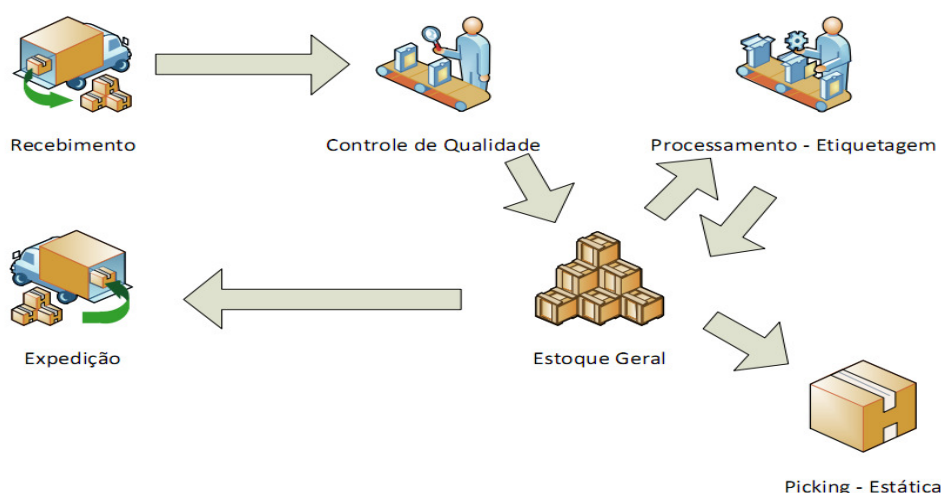 Recebimento
Controle de Qualidade
Processamento - Etiquetagem
Expedição
Estoque Geral
Picking - Estática